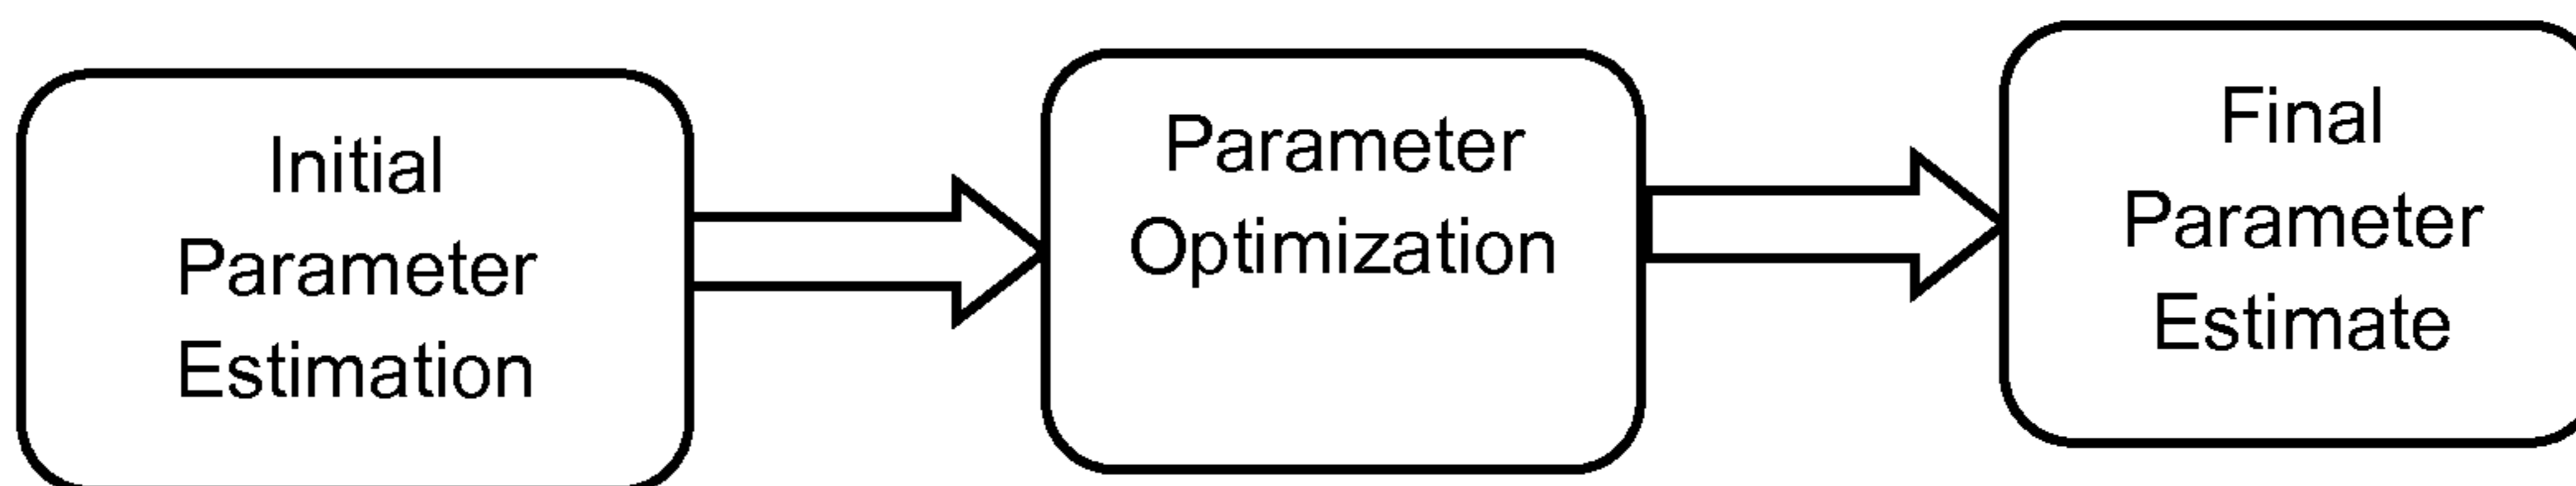 Initial
Parameter
Estimation
Parameter
Optimization
Final
Parameter
Estimate